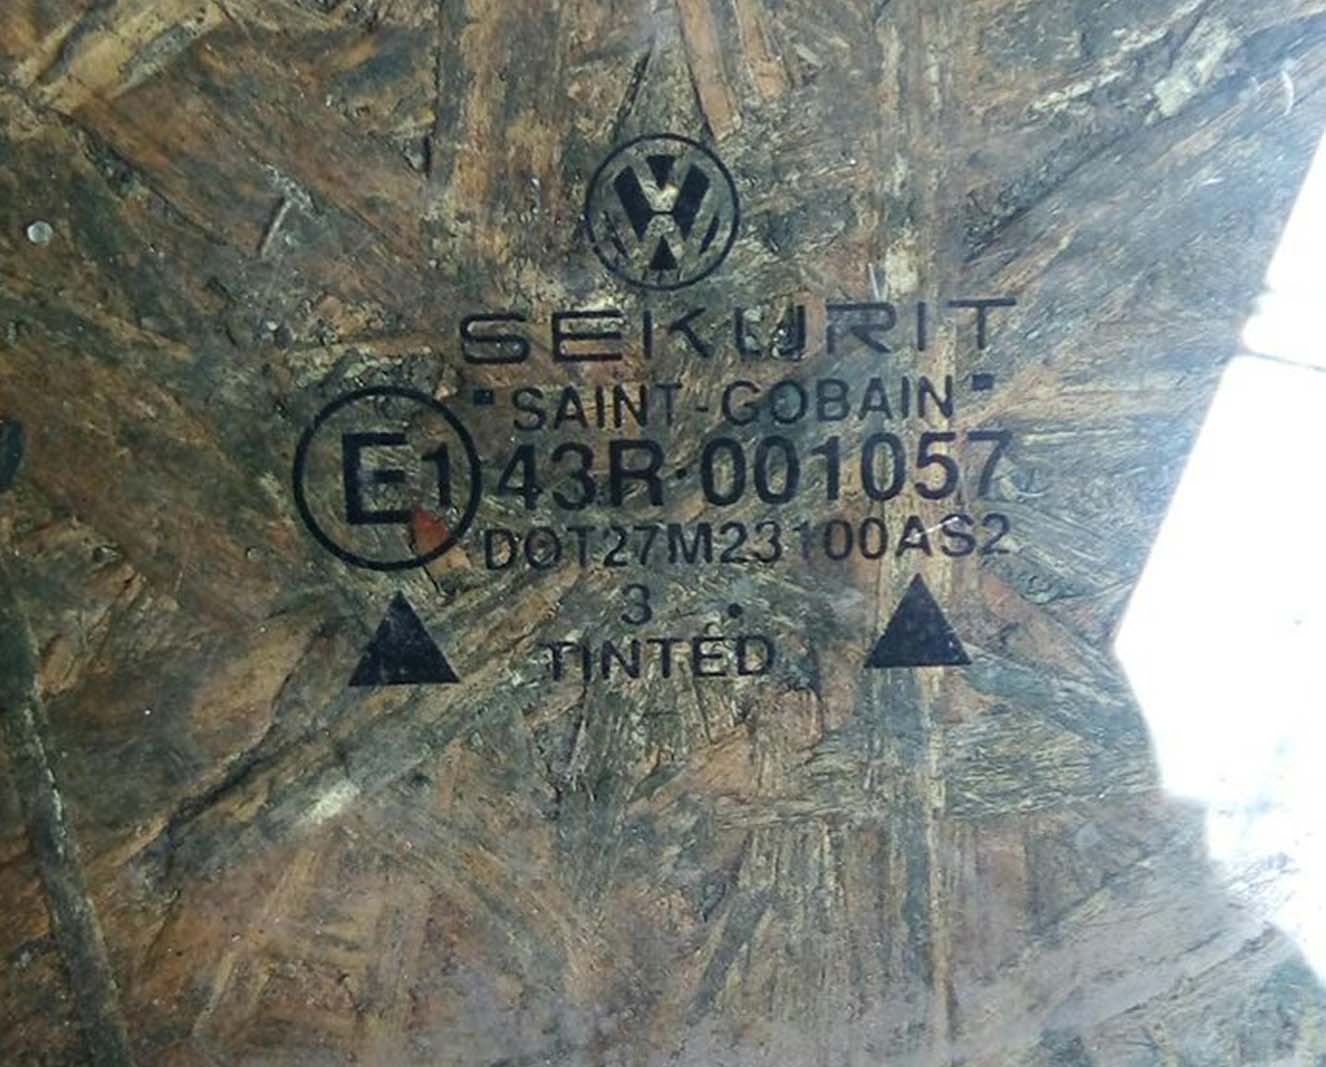 SEKURIT
"SAINT-GOBAIN"
E1 43R·001057
DOT27M23100AS2
3 •
TINTED